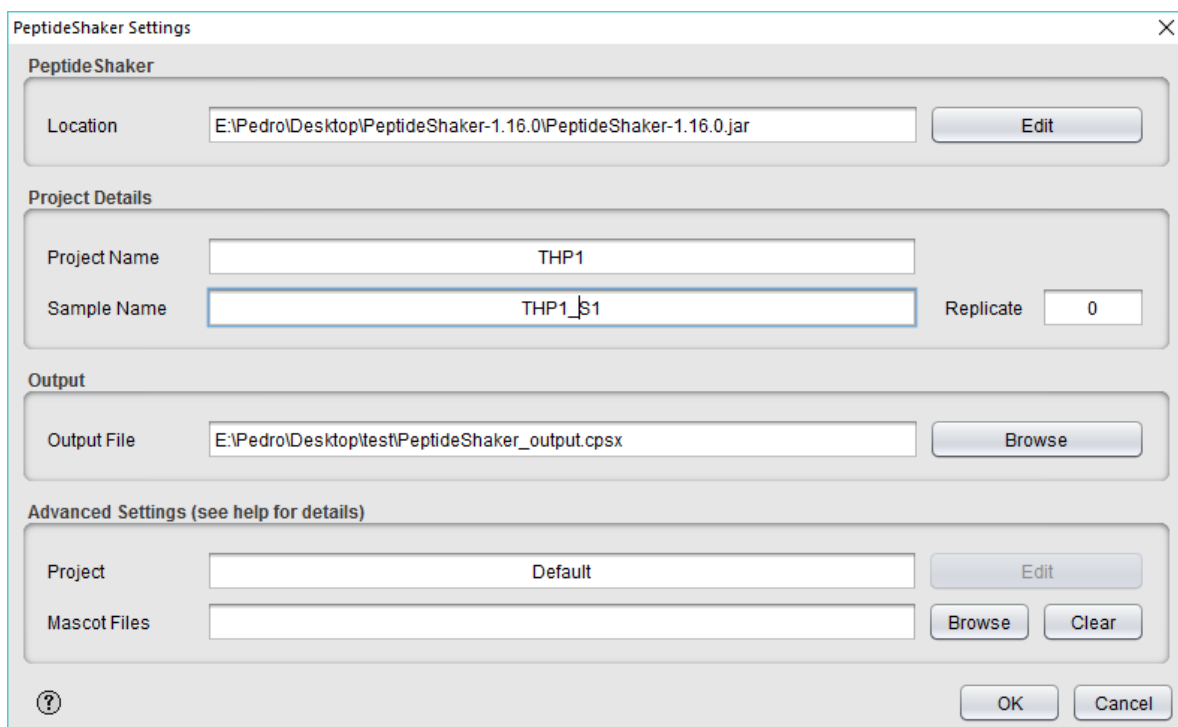 PeptideShaker Settings
PeptideShaker
Location E:\Pedro\Desktop\PeptideShaker-1.16.0\PeptideShaker-1.16.0.jar Edit
Project Details
Project Name THP1
Sample Name THP1_S1 Replicate 0
Output
Output File E:\Pedro\Desktop\test\PeptideShaker_output.cpsx Browse
Advanced Settings (see help for details)
Project Default Edit
Mascot Files Browse Clear
? OK Cancel